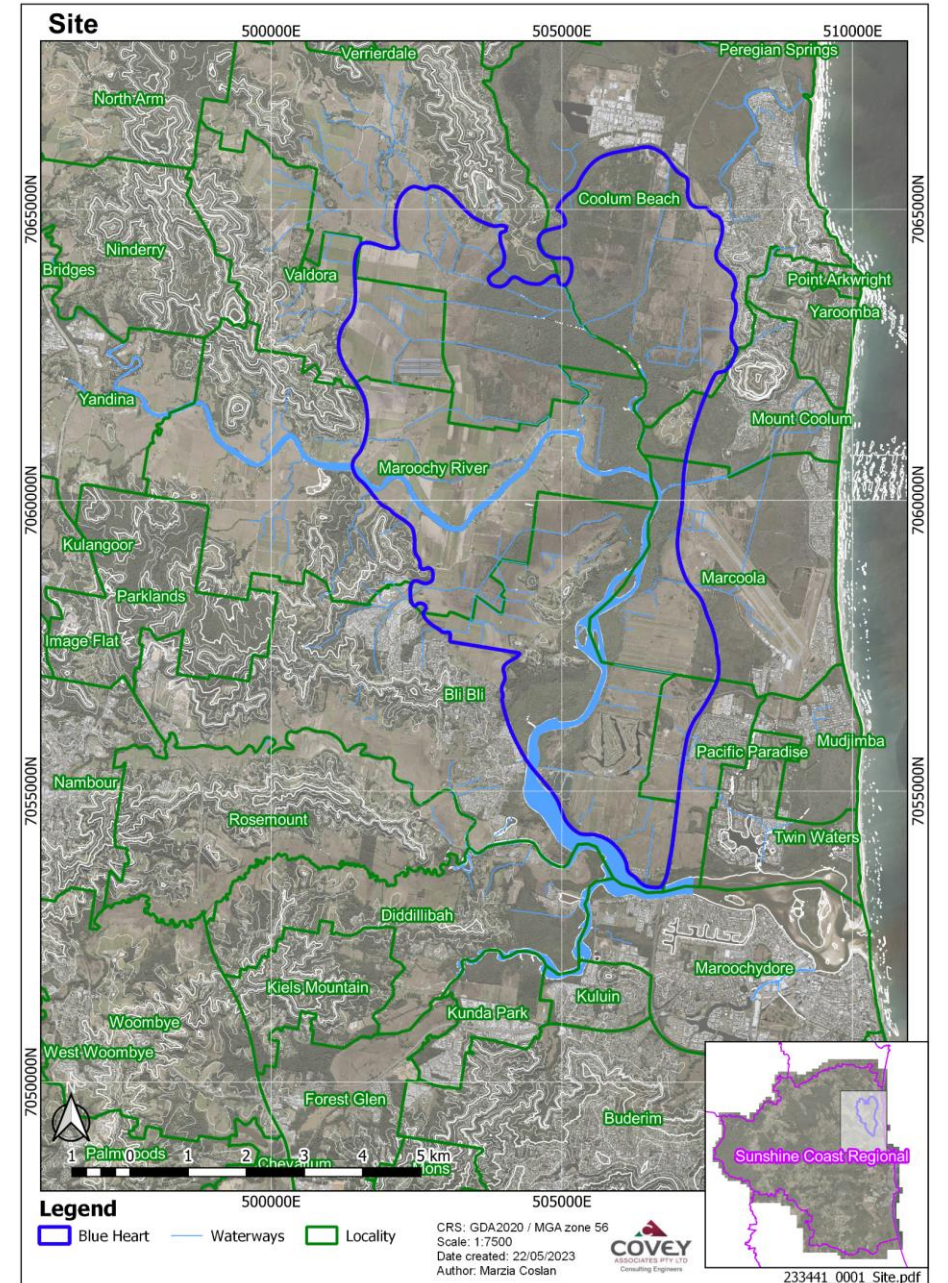 Site
500000E
505000E
510000E
Verrierdale
Peregian Springs
North Arm
7065000N
7065000N
Coolum Beach
Ninderry
Bridges
Valdora
Point Arkwright
Yaroomba
Yandina
Mount Coolum
Maroochy River
7060000N
7060000N
Kulangoor
Marcoola
Parklands
Image Flat
Bli Bli
Mudjimba
Pacific Paradise
Nambour
7055000N
7055000N
Rosemount
Twin Waters
Diddillibah
Maroochydore
Kiels Mountain
Kuluin
Kunda Park
Woombye
West Woombye
7050000N
N
Forest Glen
Buderim
Palmwoods
Chevallum
1 0 1 2 3 4 5 km
Sunshine Coast Regional
500000E
505000E
Legend
Blue Heart
Waterways
Locality
CRS: GDA2020 / MGA zone 56
Scale: 1:7500
Date created: 22/05/2023
Author: Marzia Coslan
COVEY
ASSOCIATES PTY LTD
Consulting Engineers
233441_0001_Site.pdf